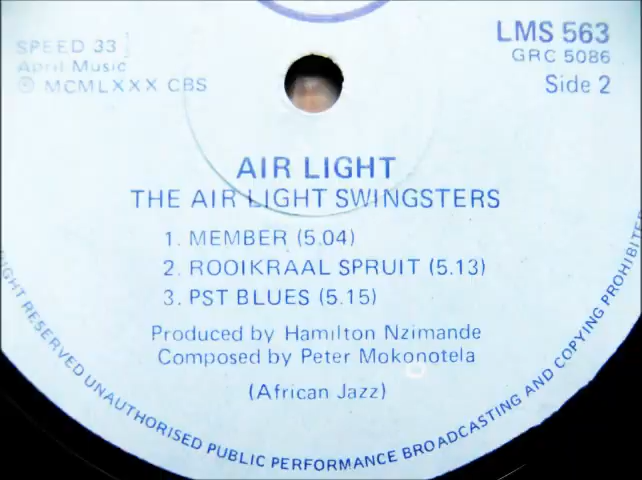 SPEED 33 ⅓
April Music
℗ MCMLXXX CBS
LMS 563
GRC 5086
Side 2
AIR LIGHT
THE AIR LIGHT SWINGSTERS
1. MEMBER (5.04)
2. ROOIKRAAL SPRUIT (5.13)
3. PST BLUES (5.15)
Produced by Hamilton Nzimande
Composed by Peter Mokonotela
(African Jazz)
RESERVED UNAUTHORISED PUBLIC PERFORMANCE BROADCASTING AND COPYING